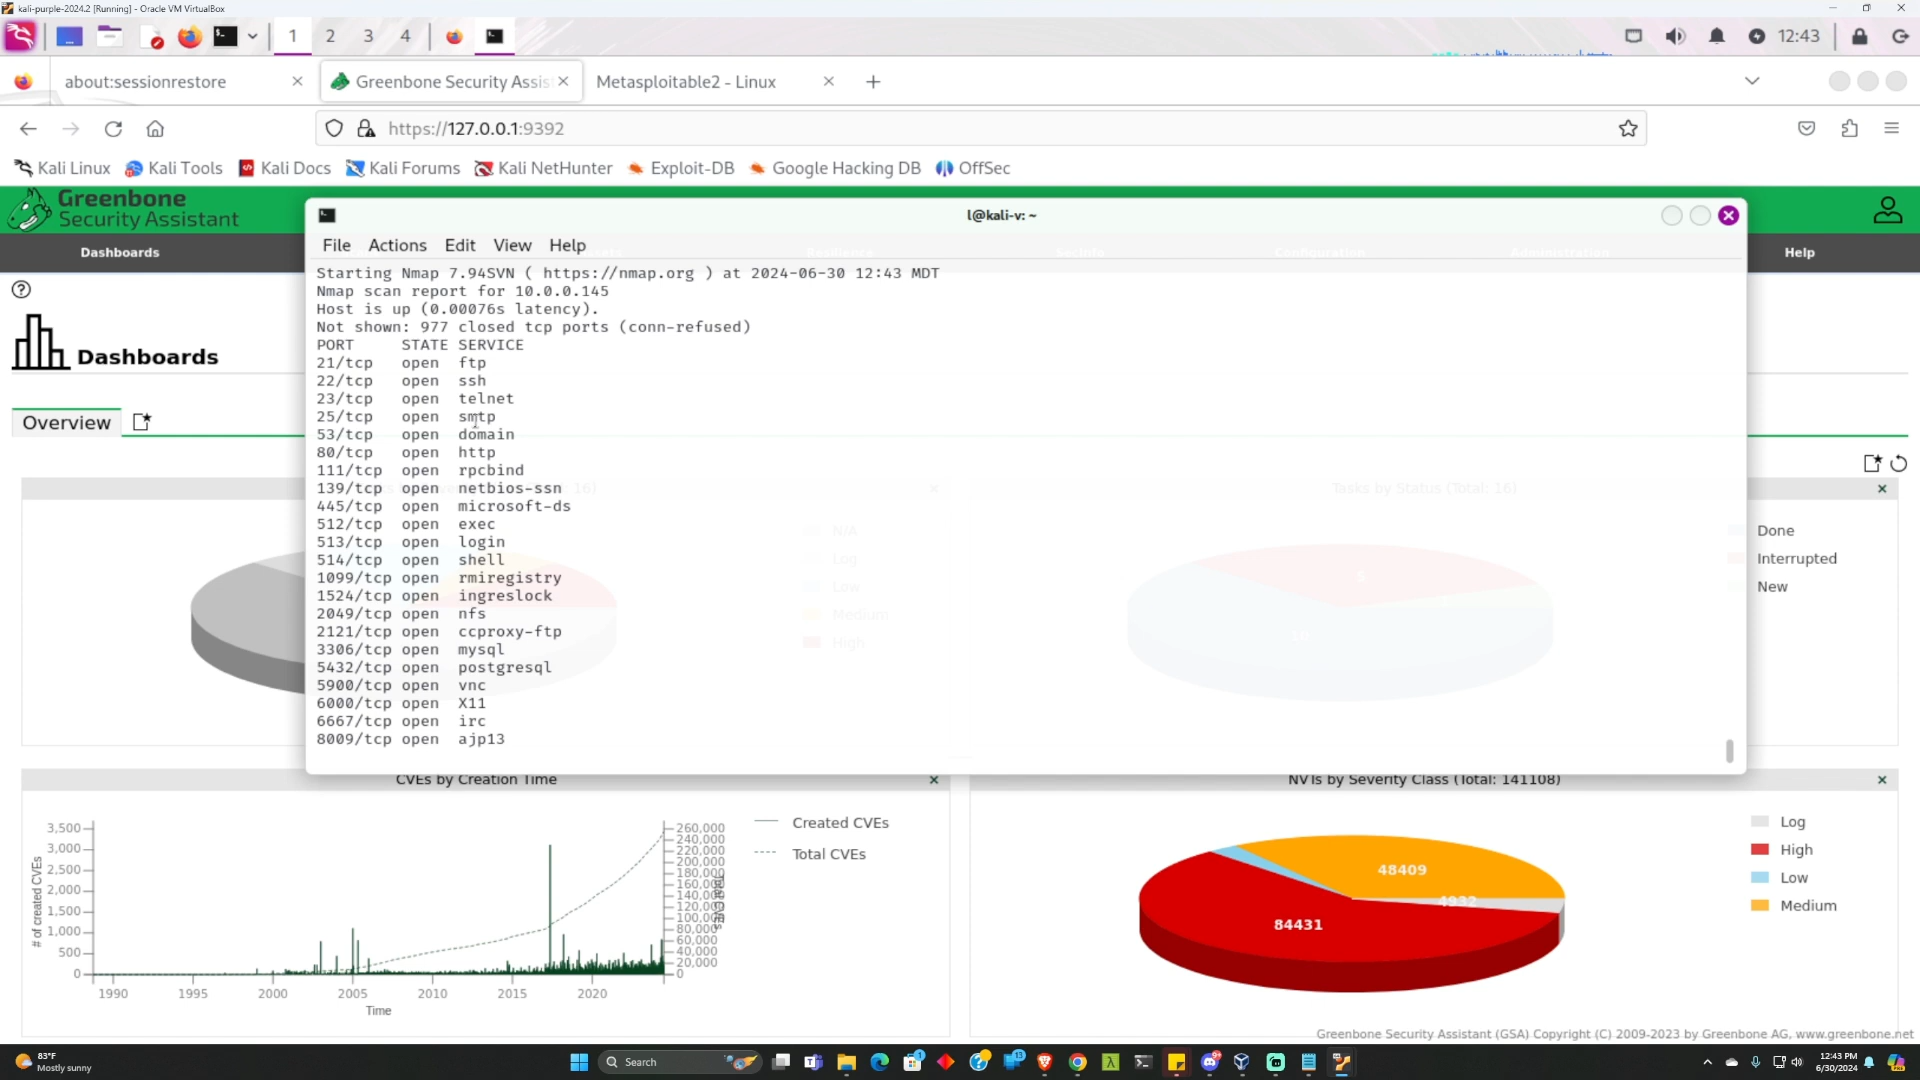 kali-purple-2024.2 [Running] - Oracle VM VirtualBox
1 2 3 4
12:43
about:sessionrestore
Greenbone Security Assis
Metasploitable2 - Linux
https://127.0.0.1:9392
Kali Linux
Kali Tools
Kali Docs
Kali Forums
Kali NetHunter
Exploit-DB
Google Hacking DB
OffSec
Greenbone
Security Assistant
Dashboards
Resilience
SecInfo
Configuration
Administration
Help
l@kali-v: ~
File Actions Edit View Help
Starting Nmap 7.94SVN ( https://nmap.org ) at 2024-06-30 12:43 MDT
Nmap scan report for 10.0.0.145
Host is up (0.00076s latency).
Not shown: 977 closed tcp ports (conn-refused)
PORT STATE SERVICE
21/tcp open ftp
22/tcp open ssh
23/tcp open telnet
25/tcp open smtp
53/tcp open domain
80/tcp open http
111/tcp open rpcbind
139/tcp open netbios-ssn
445/tcp open microsoft-ds
512/tcp open exec
513/tcp open login
514/tcp open shell
1099/tcp open rmiregistry
1524/tcp open ingreslock
2049/tcp open nfs
2121/tcp open ccproxy-ftp
3306/tcp open mysql
5432/tcp open postgresql
5900/tcp open vnc
6000/tcp open X11
6667/tcp open irc
8009/tcp open ajp13
Dashboards
Overview
N/A
Log
Low
Medium
High
Tasks by Status (Total: 16)
Done
Interrupted
New
CVEs by Creation Time
# of created CVEs
3,500
3,000
2,500
2,000
1,500
1,000
500
0
260,000
240,000
220,000
200,000
180,000
160,000
140,000
120,000
100,000
80,000
60,000
40,000
20,000
0
1990 1995 2000 2005 2010 2015 2020
Time
Created CVEs
Total CVEs
NVTs by Severity Class (Total: 141108)
48409
4932
84431
Log
High
Low
Medium
Greenbone Security Assistant (GSA) Copyright (C) 2009-2023 by Greenbone AG, www.greenbone.net
83°F
Mostly sunny
Search
12:43 PM
6/30/2024